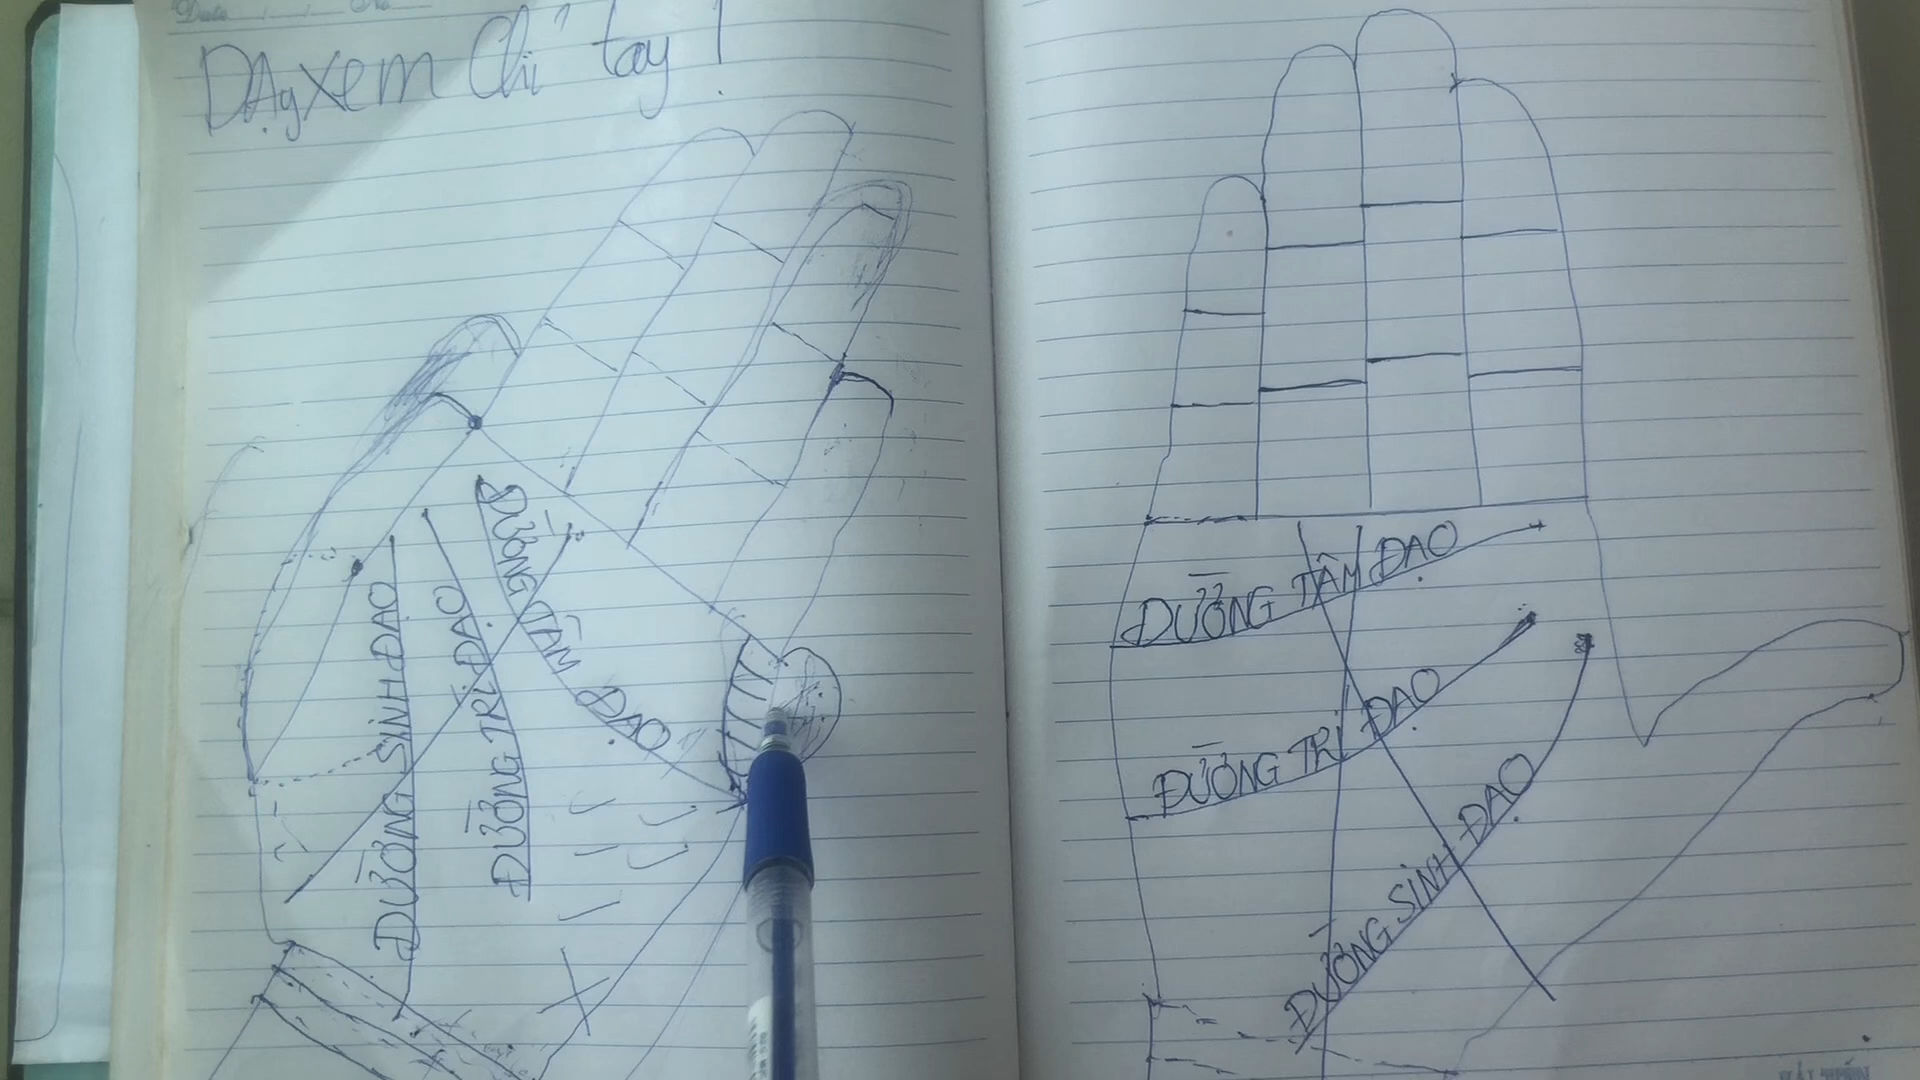 DẠy xem chỉ tay!
ĐƯỜNG SINH ĐẠO
ĐƯỜNG TRÍ ĐẠO
ĐƯỜNG TÂM ĐẠO
ĐƯỜNG TÂM ĐẠO
ĐƯỜNG TRÍ ĐẠO
ĐƯỜNG SINH ĐẠO